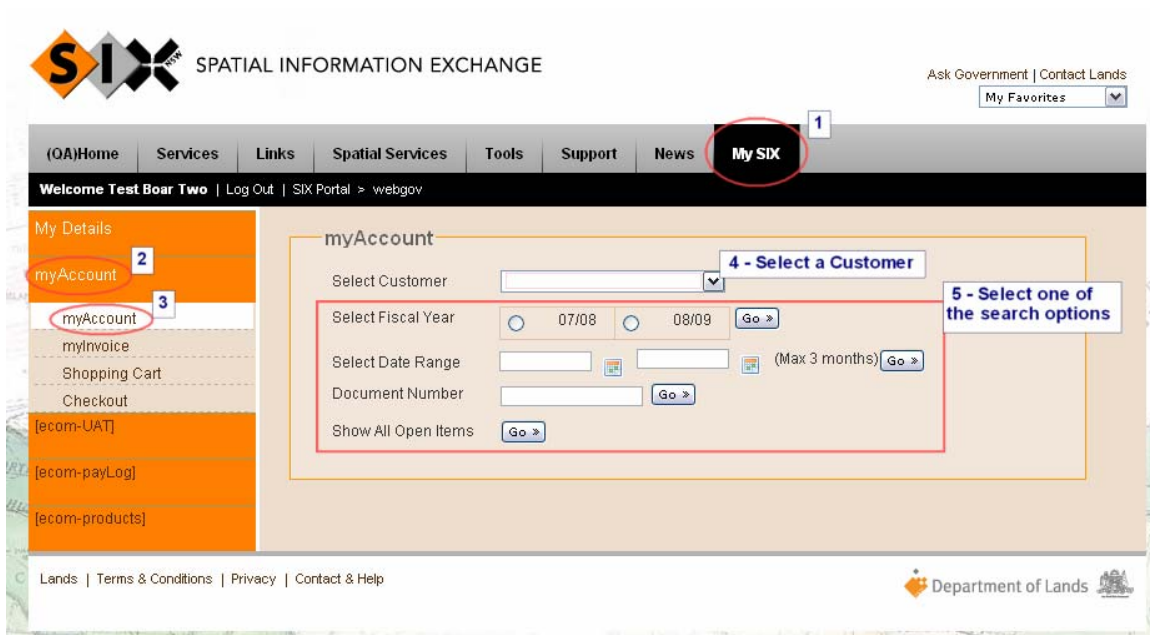 SIX NSW SPATIAL INFORMATION EXCHANGE
Ask Government | Contact Lands
My Favorites
1
(QA)Home Services Links Spatial Services Tools Support News My SIX
Welcome Test Boar Two | Log Out | SIX Portal > webgov
My Details
2
myAccount
3
myAccount
myInvoice
Shopping Cart
Checkout
[ecom-UAT]
[ecom-payLog]
[ecom-products]
myAccount
4 - Select a Customer
Select Customer
5 - Select one of
the search options
Select Fiscal Year 07/08 08/09 Go »
Select Date Range (Max 3 months) Go »
Document Number Go »
Show All Open Items Go »
Lands | Terms & Conditions | Privacy | Contact & Help
Department of Lands